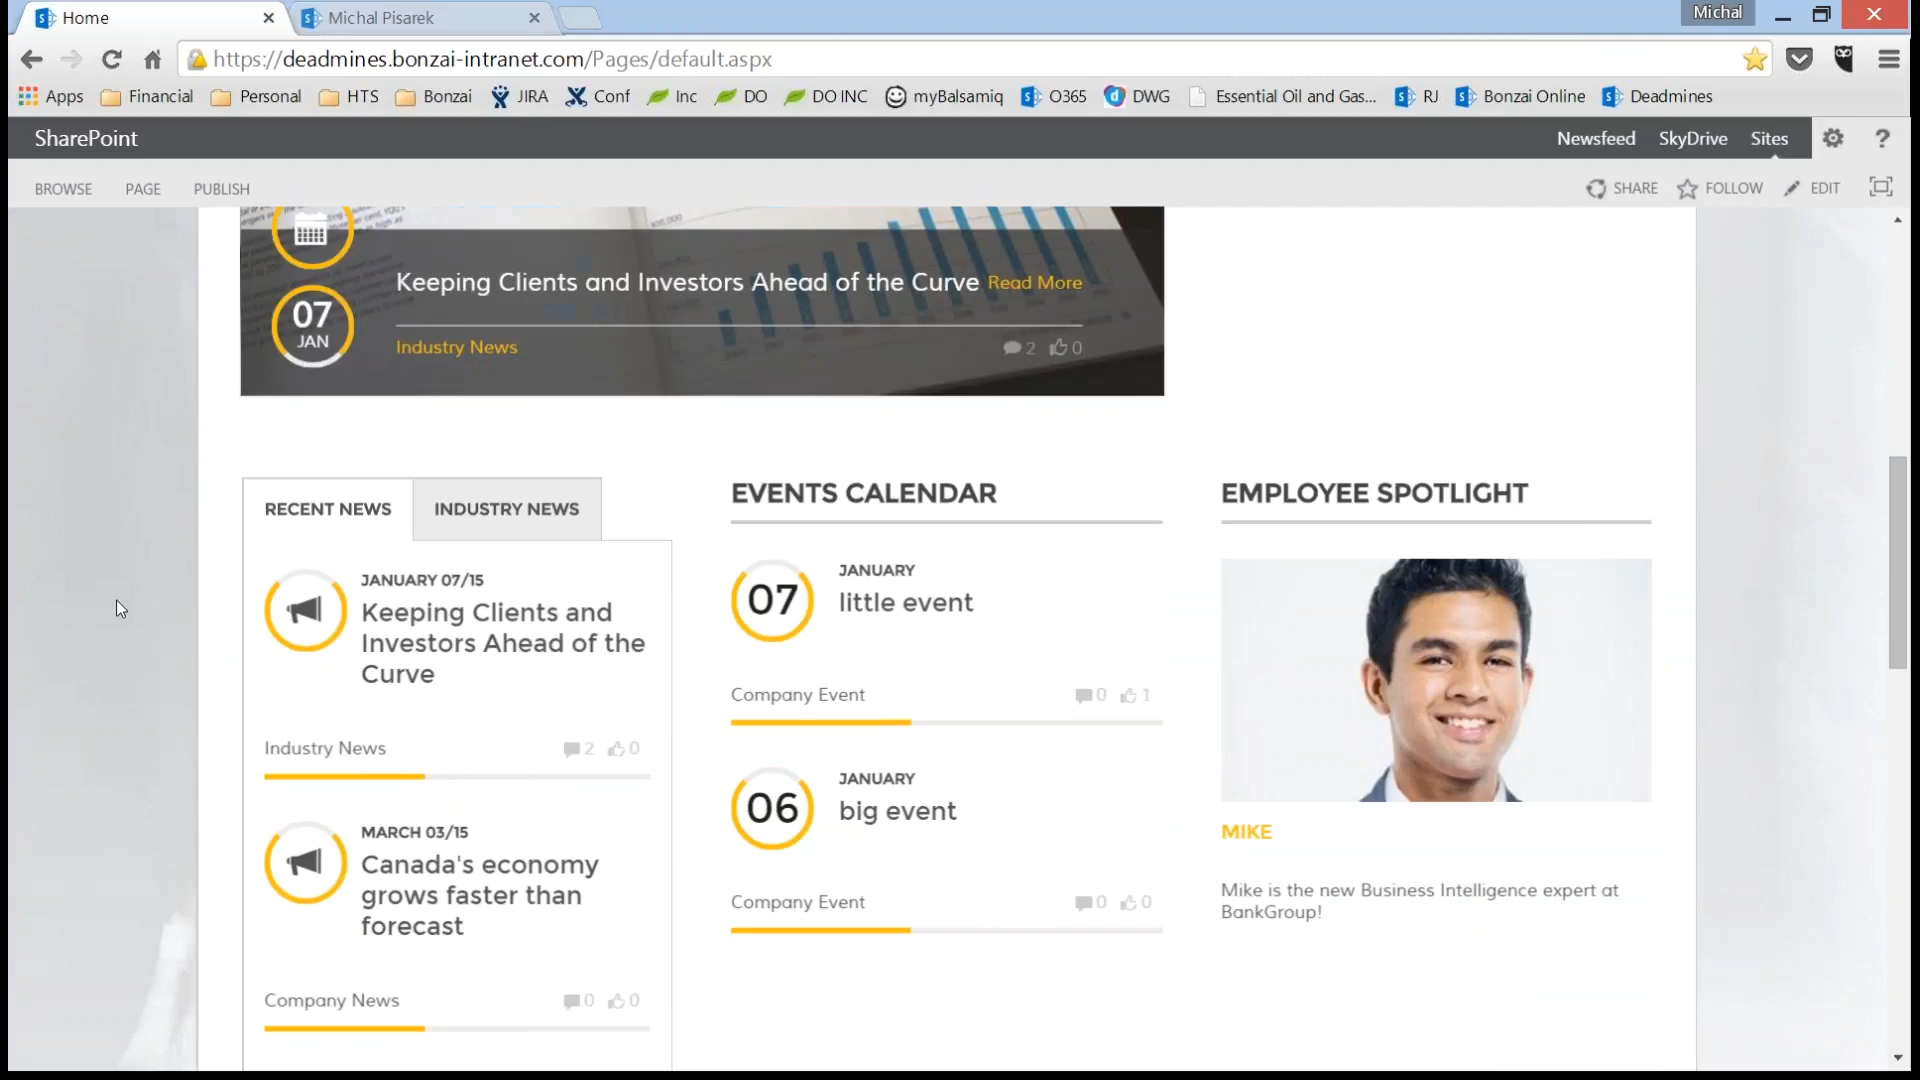 Home
Michal Pisarek
Michal
https://deadmines.bonzai-intranet.com/Pages/default.aspx
Apps Financial Personal HTS Bonzai JIRA Conf Inc DO DO INC myBalsamiq O365 DWG Essential Oil and Gas... RJ Bonzai Online Deadmines
SharePoint
Newsfeed SkyDrive Sites ?
BROWSE PAGE PUBLISH
SHARE FOLLOW EDIT
Keeping Clients and Investors Ahead of the Curve Read More
07
JAN
Industry News
2 0
RECENT NEWS INDUSTRY NEWS
JANUARY 07/15
Keeping Clients and
Investors Ahead of the
Curve
Industry News 2 0
MARCH 03/15
Canada's economy
grows faster than
forecast
Company News 0 0
EVENTS CALENDAR
07
JANUARY
little event
Company Event 0 1
06
JANUARY
big event
Company Event 0 0
EMPLOYEE SPOTLIGHT
MIKE
Mike is the new Business Intelligence expert at
BankGroup!